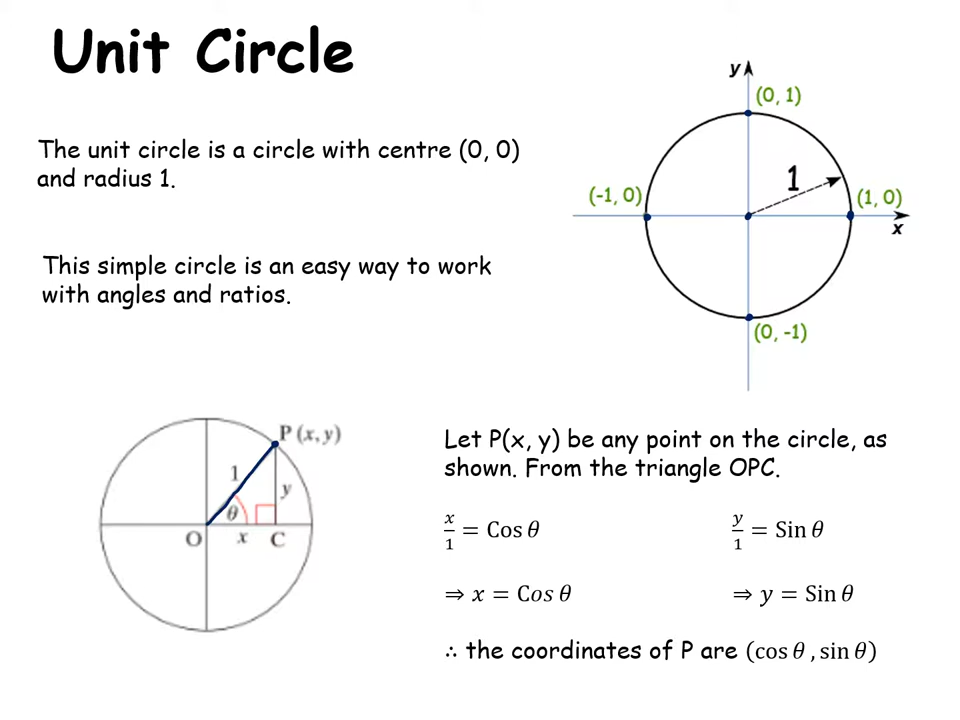 Unit Circle
The unit circle is a circle with centre (0, 0)
and radius 1.
This simple circle is an easy way to work
with angles and ratios.
y
(0, 1)
1
(-1, 0)
(1, 0)
x
(0, -1)
P (x, y)
1
y
θ
O
x
C
Let P(x, y) be any point on the circle, as
shown. From the triangle OPC.
x/1 = Cos θ
y/1 = Sin θ
⇒ x = Cos θ
⇒ y = Sin θ
∴ the coordinates of P are (cos θ , sin θ)